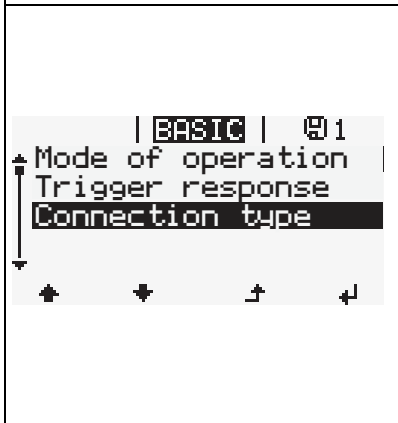 | BASIC | 1
Mode of operation
Trigger response
Connection type